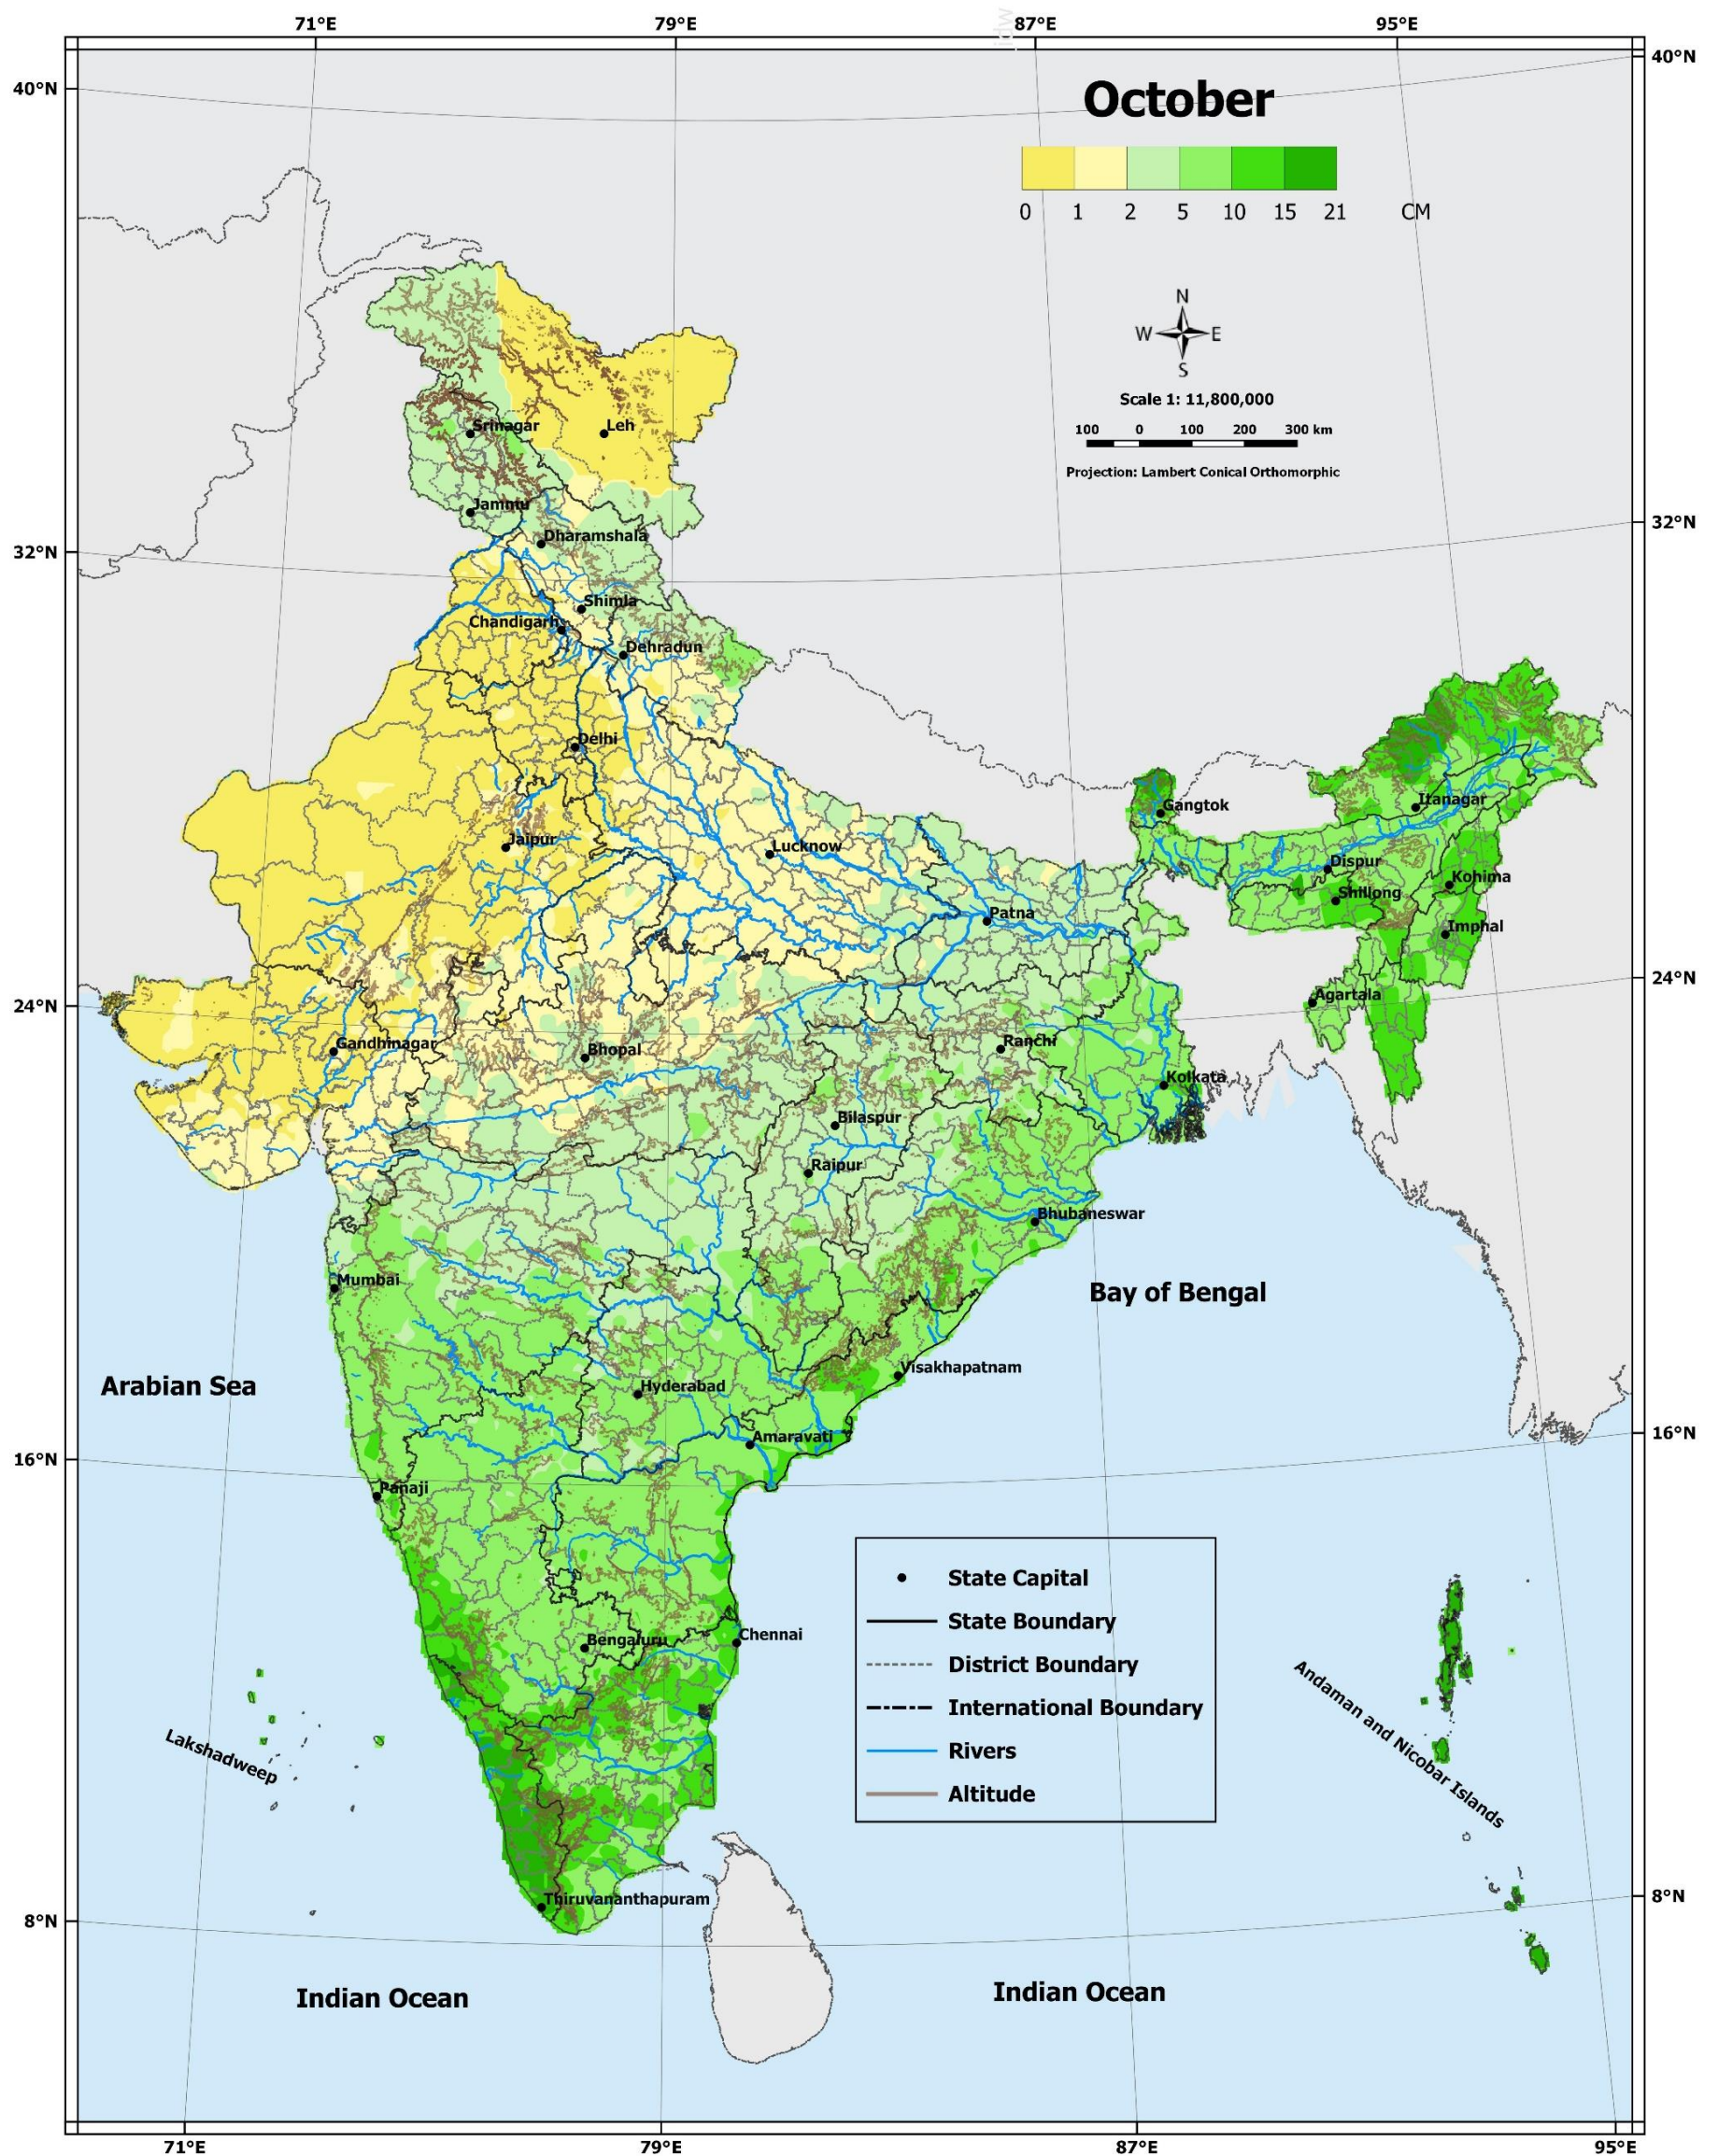 71°E 79°E 87°E 95°E
idw
40°N 40°N
October
0 1 2 5 10 15 21 CM
N
W E
S
Scale 1: 11,800,000
100 0 100 200 300 km
Projection: Lambert Conical Orthomorphic
Srinagar
Leh
Jammu
32°N 32°N
Dharamshala
Shimla
Chandigarh
Dehradun
Delhi
Gangtok
Itanagar
Jaipur
Lucknow
Dispur
Kohima
Shillong
Patna
Imphal
24°N 24°N
Agartala
Gandhinagar
Bhopal
Ranchi
Kolkata
Bilaspur
Raipur
Bhubaneswar
Mumbai
Bay of Bengal
Visakhapatnam
Arabian Sea
Hyderabad
Amaravati
16°N 16°N
Panaji
State Capital
State Boundary
District Boundary
International Boundary
Rivers
Altitude
Bengaluru
Chennai
Lakshadweep
Andaman and Nicobar Islands
Thiruvananthapuram
8°N 8°N
Indian Ocean
Indian Ocean
71°E 79°E 87°E 95°E